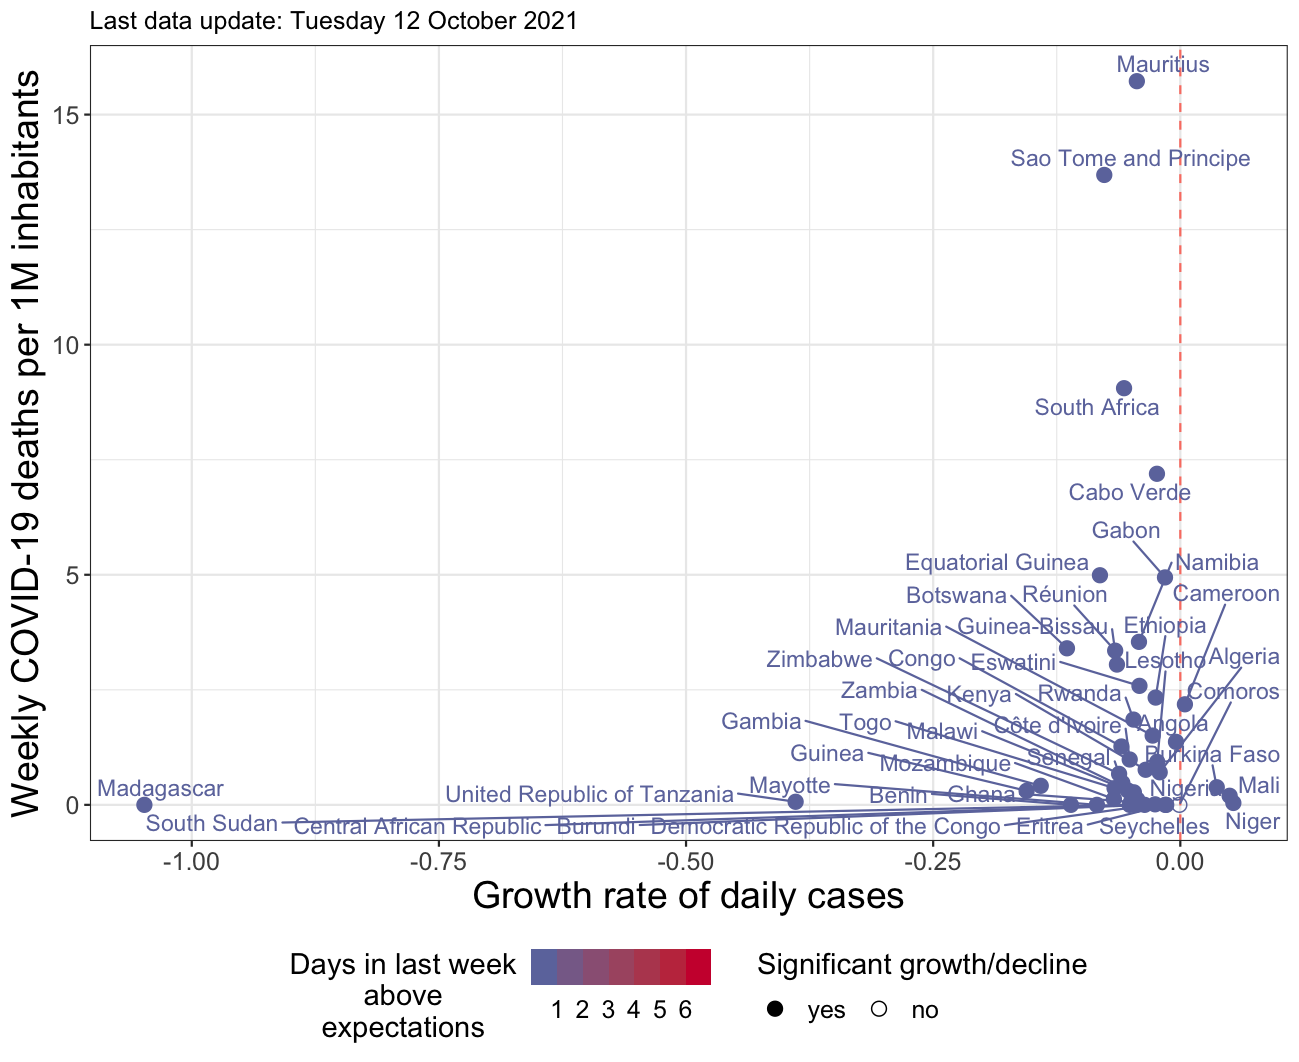 Last data update: Tuesday 12 October 2021
Weekly COVID-19 deaths per 1M inhabitants
15
10
5
0
Mauritius
Sao Tome and Principe
South Africa
Cabo Verde
Gabon
Equatorial Guinea
Namibia
Botswana
Réunion
Cameroon
Mauritania
Guinea-Bissau
Ethiopia
Zimbabwe
Congo
Eswatini
Lesotho
Algeria
Zambia
Kenya
Rwanda
Comoros
Gambia
Togo
Malawi
Côte d'Ivoire
Angola
Guinea
Mozambique
Senegal
Burkina Faso
Madagascar
United Republic of Tanzania
Mayotte
Benin
Ghana
Nigeria
Mali
South Sudan
Central African Republic
Burundi
Democratic Republic of the Congo
Eritrea
Seychelles
Niger
-1.00
-0.75
-0.50
-0.25
0.00
Growth rate of daily cases
Days in last week
above
expectations
1 2 3 4 5 6
Significant growth/decline
yes
no